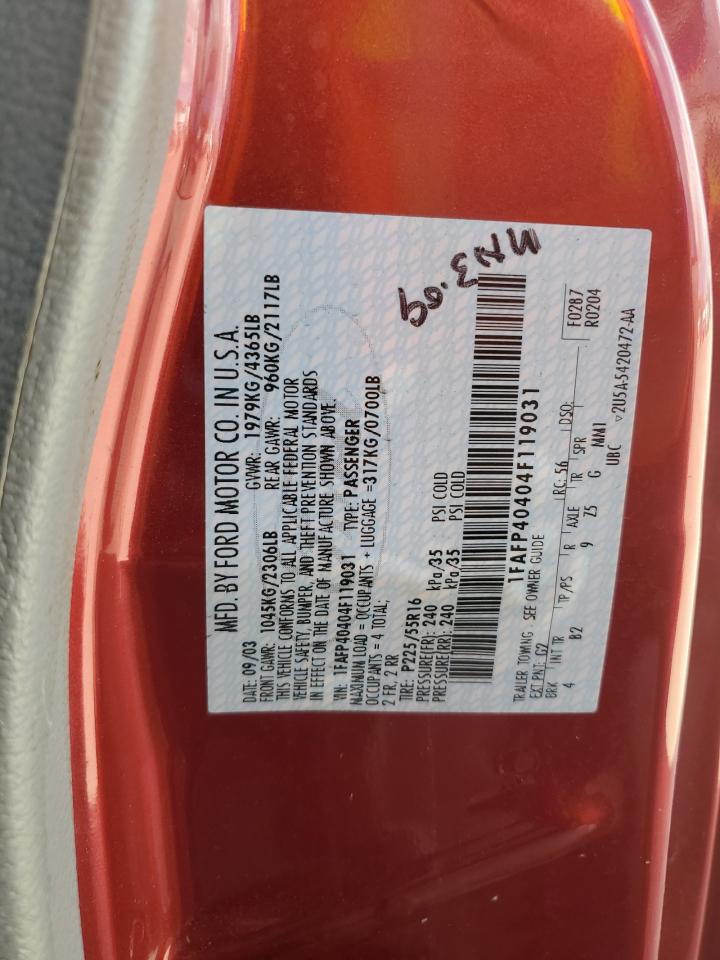 MFD. BY FORD MOTOR CO. IN U.S.A.
DATE: 09/03 GVWR: 1979KG/4365LB
FRONT GAWR: 1045KG/2306LB REAR GAWR: 960KG/2117LB
THIS VEHICLE CONFORMS TO ALL APPLICABLE FEDERAL MOTOR
VEHICLE SAFETY, BUMPER, AND THEFT PREVENTION STANDARDS
IN EFFECT ON THE DATE OF MANUFACTURE SHOWN ABOVE.
VIN: 1FAFP40404F119031 TYPE: PASSENGER
MAXIMUM LOAD = OCCUPANTS + LUGGAGE =317KG/0700LB
OCCUPANTS = 4 TOTAL;
2 FR, 2 RR
TIRE: P225/55R16
PRESSURE(FR): 240 kPa/35 PSI COLD
PRESSURE(RR): 240 kPa/35 PSI COLD
1FAFP40404F119031
TRAILER TOWING SEE OWNER GUIDE
EXT PNT: G2 RC: 56 DSO:
BRK INT TR TP/PS R AXLE TR SPR
4 B2 9 Z5 G MM1
UBC
F0287
R0204
▽2U5A-5420472-AA